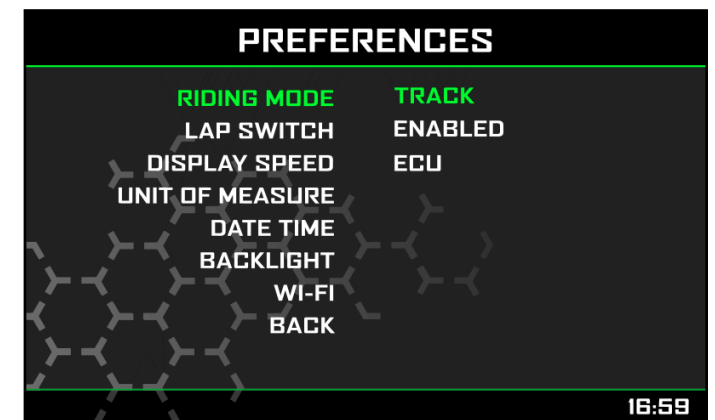 PREFERENCES
RIDING MODE TRACK
LAP SWITCH ENABLED
DISPLAY SPEED ECU
UNIT OF MEASURE
DATE TIME
BACKLIGHT
WI-FI
BACK
16:59